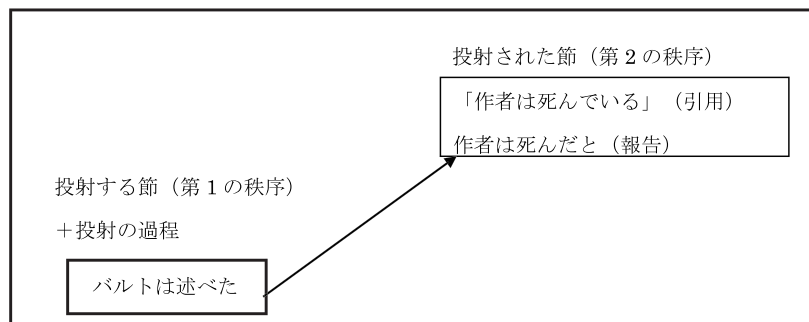 投射された節（第 2 の秩序）
「作者は死んでいる」（引用）
作者は死んだと（報告）
投射する節（第 1 の秩序）
＋投射の過程
バルトは述べた